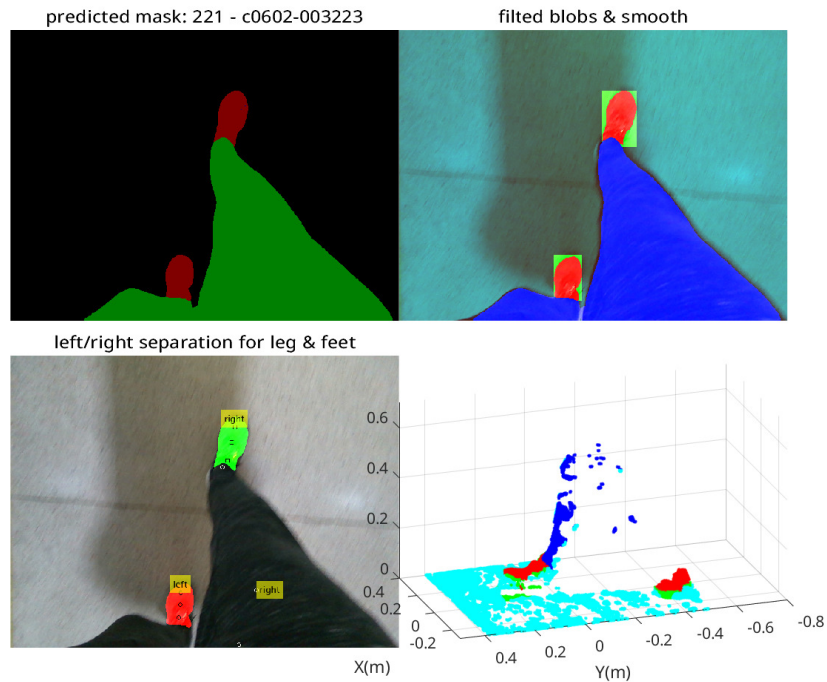 predicted mask: 221 - c0602-003223
filted blobs & smooth
left/right separation for leg & feet
right
left
right
0.6
0.4
0.2
0
0.4
0.2
0
-0.2
X(m)
0.4
0.2
0
-0.2
-0.4
-0.6
-0.8
Y(m)